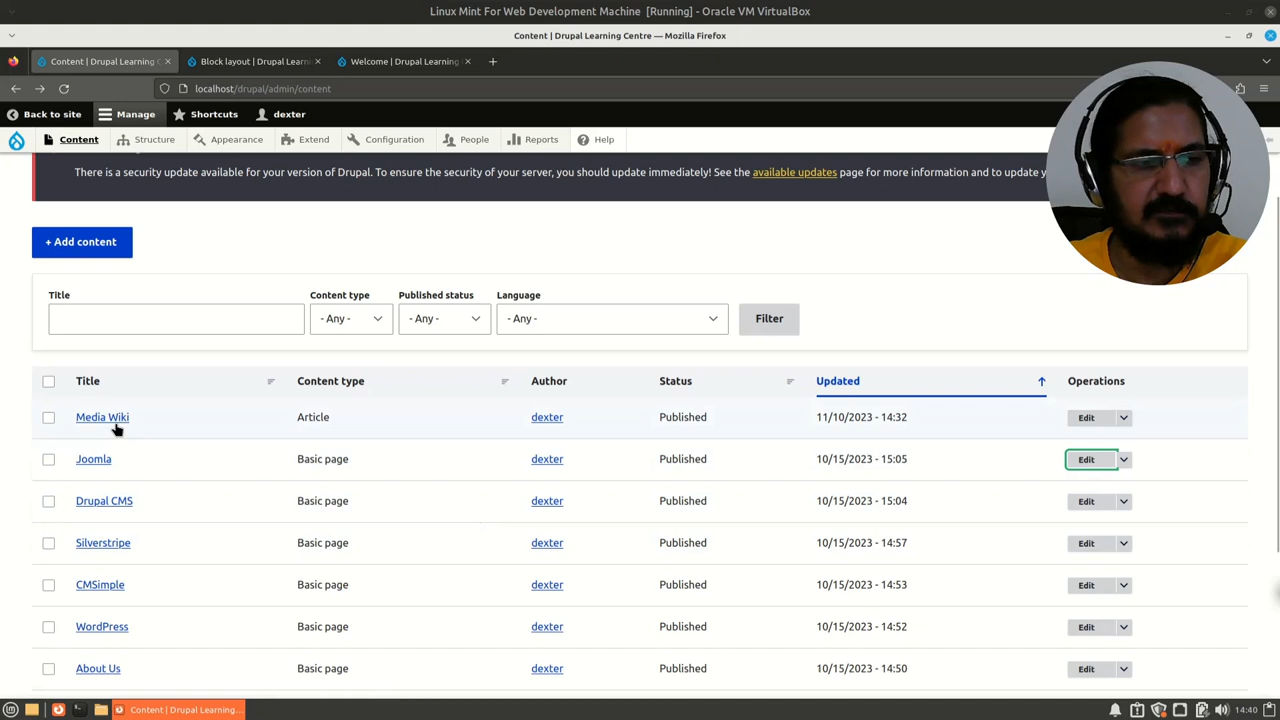 Linux Mint For Web Development Machine [Running] - Oracle VM VirtualBox
Content | Drupal Learning Centre — Mozilla Firefox
Content | Drupal Learning C
Block layout | Drupal Learni
Welcome | Drupal Learning
localhost/drupal/admin/content
Back to site Manage Shortcuts dexter
Content Structure Appearance Extend Configuration People Reports Help
There is a security update available for your version of Drupal. To ensure the security of your server, you should update immediately! See the available updates page for more information and to update y
+ Add content
Title Content type Published status Language
- Any - - Any - - Any - Filter
Title Content type Author Status Updated Operations
Media Wiki Article dexter Published 11/10/2023 - 14:32 Edit
Joomla Basic page dexter Published 10/15/2023 - 15:05 Edit
Drupal CMS Basic page dexter Published 10/15/2023 - 15:04 Edit
Silverstripe Basic page dexter Published 10/15/2023 - 14:57 Edit
CMSimple Basic page dexter Published 10/15/2023 - 14:53 Edit
WordPress Basic page dexter Published 10/15/2023 - 14:52 Edit
About Us Basic page dexter Published 10/15/2023 - 14:50 Edit
Content | Drupal Learning... 14:40